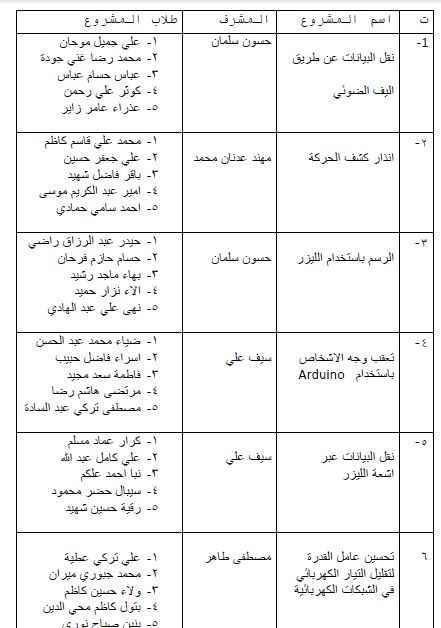 ت اسم المشروع المشرف طلاب المشروع
1- نقل البيانات عن طريق
اليف الضوئي
حسون سلمان
١- علي جميل موحان
٢- محمد رضا غني جودة
٣- عباس حسام عباس
٤- كوثر علي رحمن
٥- عذراء عامر زاير
٢- انذار كشف الحركة
مهند عدنان محمد
١- محمد علي قاسم كاظم
٢- علي جعفر حسين
٣- باقر فاضل شهيد
٤- امير عبد الكريم موسى
٥- احمد سامي حمادي
٣- الرسم باستخدام الليزر
حسون سلمان
١- حيدر عبد الرزاق راضي
٢- حسام حازم فرحان
٣- بهاء ماجد رشيد
٤- الاء نزار حميد
٥- نهى علي عبد الهادي
٤- تعقب وجه الاشخاص
باستخدام Arduino
سيف علي
١- ضياء محمد عبد الحسن
٢- اسراء فاضل حبيب
٣- فاطمة سعد مجيد
٤- مرتضى هاشم رضا
٥- مصطفى تركي عبد السادة
٥- نقل البيانات عبر
اشعة الليزر
سيف علي
١- كرار عماد مسلم
٢- علي كامل عبد الله
٣- نبا احمد علكم
٤- سيبال حضر محمود
٥- رقية حسين شهيد
٦ تحسين عامل القدرة
لتقليل التيار الكهربائي
في الشبكات الكهربائية
مصطفى طاهر
١- علي تركي عطية
٢- محمد جبوري ميران
٣- ولاء حسين كاظم
٤- بتول كاظم محي الدين
٥- بنين صباح نوري